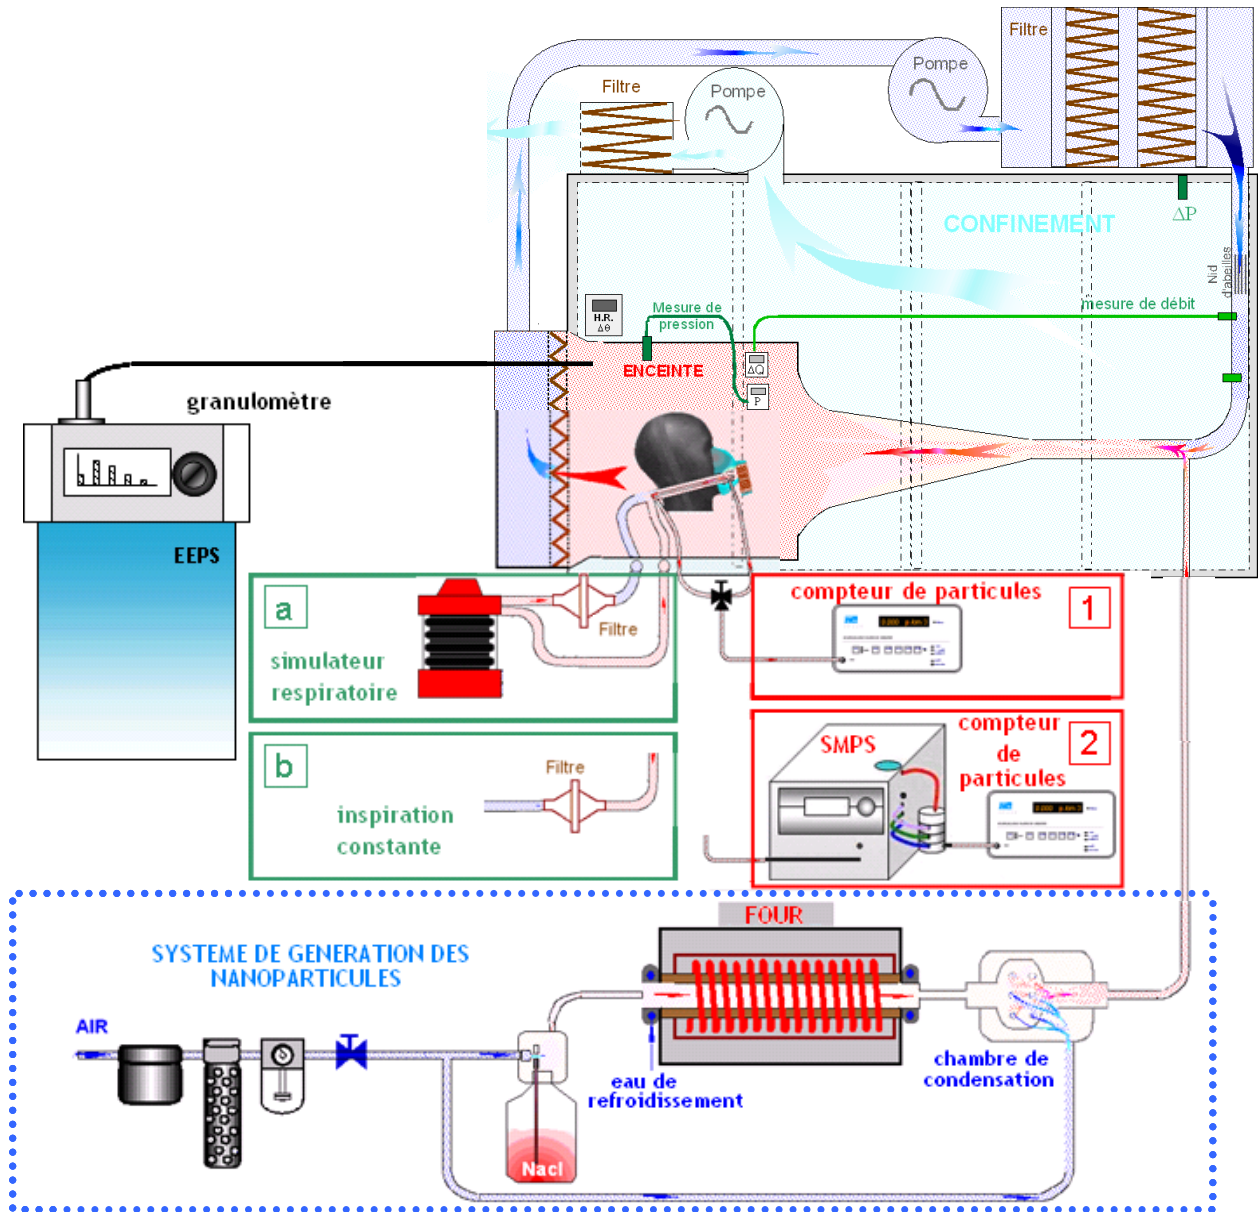 Filtre
Pompe
Filtre
Pompe
CONFINEMENT
ΔP
Nid
d'abeilles
H.R.
Δθ
Mesure de
pression
mesure de débit
ENCEINTE
ΔQ
P
granulomètre
EEPS
a
simulateur
respiratoire
Filtre
compteur de particules
1
b
Filtre
inspiration
constante
SMPS
compteur
de
particules
2
SYSTEME DE GENERATION DES
NANOPARTICULES
FOUR
AIR
eau de
refroidissement
chambre de
condensation
Nacl